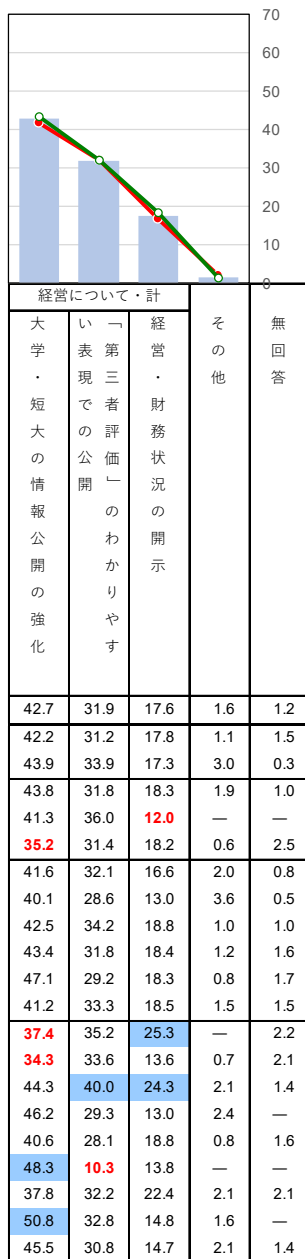 70
60
50
40
30
20
10
0
経営について・計
大学・短大の情報公開の強化
「第三者評価」のわかりやす
い表現での公開
経営・財務状況の開示
その他
無回答
42.7 31.9 17.6 1.6 1.2
42.2 31.2 17.8 1.1 1.5
43.9 33.9 17.3 3.0 0.3
43.8 31.8 18.3 1.9 1.0
41.3 36.0 12.0 — —
35.2 31.4 18.2 0.6 2.5
41.6 32.1 16.6 2.0 0.8
40.1 28.6 13.0 3.6 0.5
42.5 34.2 18.8 1.0 1.0
43.4 31.8 18.4 1.2 1.6
47.1 29.2 18.3 0.8 1.7
41.2 33.3 18.5 1.5 1.5
37.4 35.2 25.3 — 2.2
34.3 33.6 13.6 0.7 2.1
44.3 40.0 24.3 2.1 1.4
46.2 29.3 13.0 2.4 —
40.6 28.1 18.8 0.8 1.6
48.3 10.3 13.8 — —
37.8 32.2 22.4 2.1 2.1
50.8 32.8 14.8 1.6 —
45.5 30.8 14.7 2.1 1.4